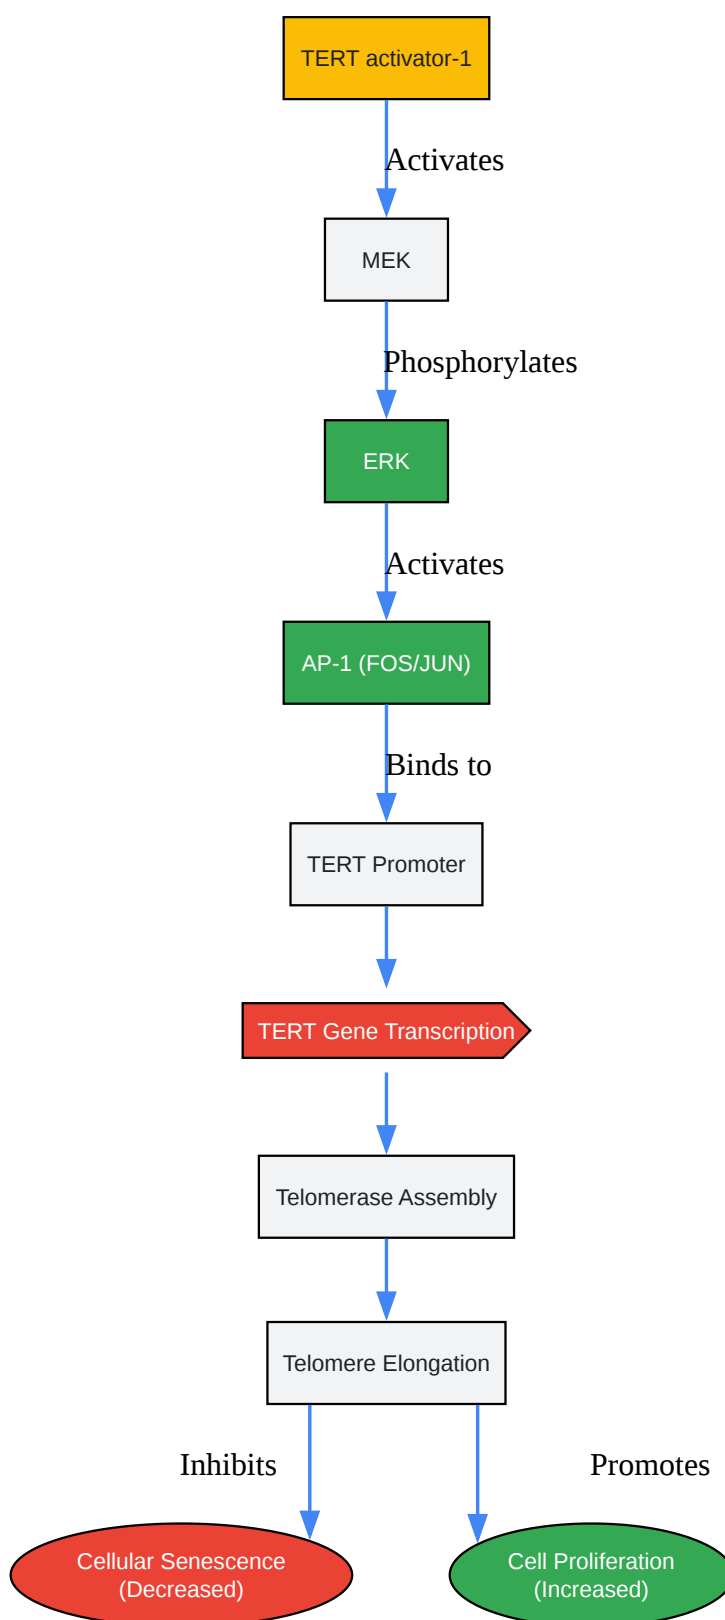 TERT activator-1
Activates
MEK
Phosphorylates
ERK
Activates
AP-1 (FOS/JUN)
Binds to
TERT Promoter
TERT Gene Transcription
Telomerase Assembly
Telomere Elongation
Inhibits
Promotes
Cellular Senescence
(Decreased)
Cell Proliferation
(Increased)